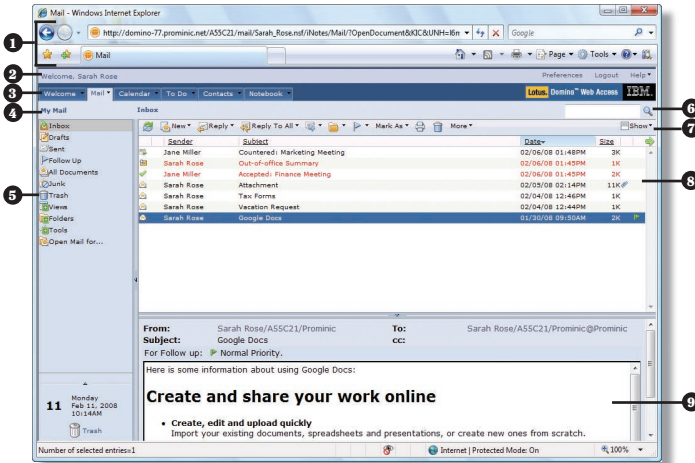 Mail - Windows Internet Explorer
1
http://domino-77.prominic.net/A55C21/mail/Sarah_Rose.nsf/iNotes/Mail/?OpenDocument&KIC&UNH=I6n
Google
Mail
Page Tools
2
Welcome, Sarah Rose
Preferences Logout Help
3
Welcome Mail Calendar To Do Contacts Notebook
Lotus. Domino™ Web Access IBM.
4
My Mail
Inbox
6
New Reply Reply To All Mark As More Show
7
Sender Subject Date Size
Jane Miller Countered: Marketing Meeting 02/06/08 01:48PM 3K
Sarah Rose Out-of-office Summary 02/06/08 01:45PM 1K
Jane Miller Accepted: Finance Meeting 02/06/08 01:45PM 2K
8
Sarah Rose Attachment 02/05/08 02:14PM 11K
Sarah Rose Tax Forms 02/04/08 12:46PM 1K
Sarah Rose Vacation Request 02/04/08 12:44PM 1K
Sarah Rose Google Docs 01/30/08 09:50AM 2K
Inbox
Drafts
Sent
Follow Up
All Documents
Junk
5
Trash
Views
Folders
Tools
Open Mail for...
From: Sarah Rose/A55C21/Prominic To: Sarah Rose/A55C21/Prominic@Prominic
Subject: Google Docs cc:
For Follow up: Normal Priority.
Here is some information about using Google Docs:
Create and share your work online
9
• Create, edit and upload quickly
Import your existing documents, spreadsheets and presentations, or create new ones from scratch.
11
Monday
Feb 11, 2008
10:14AM
Trash
Number of selected entries=1
Internet | Protected Mode: On
100%